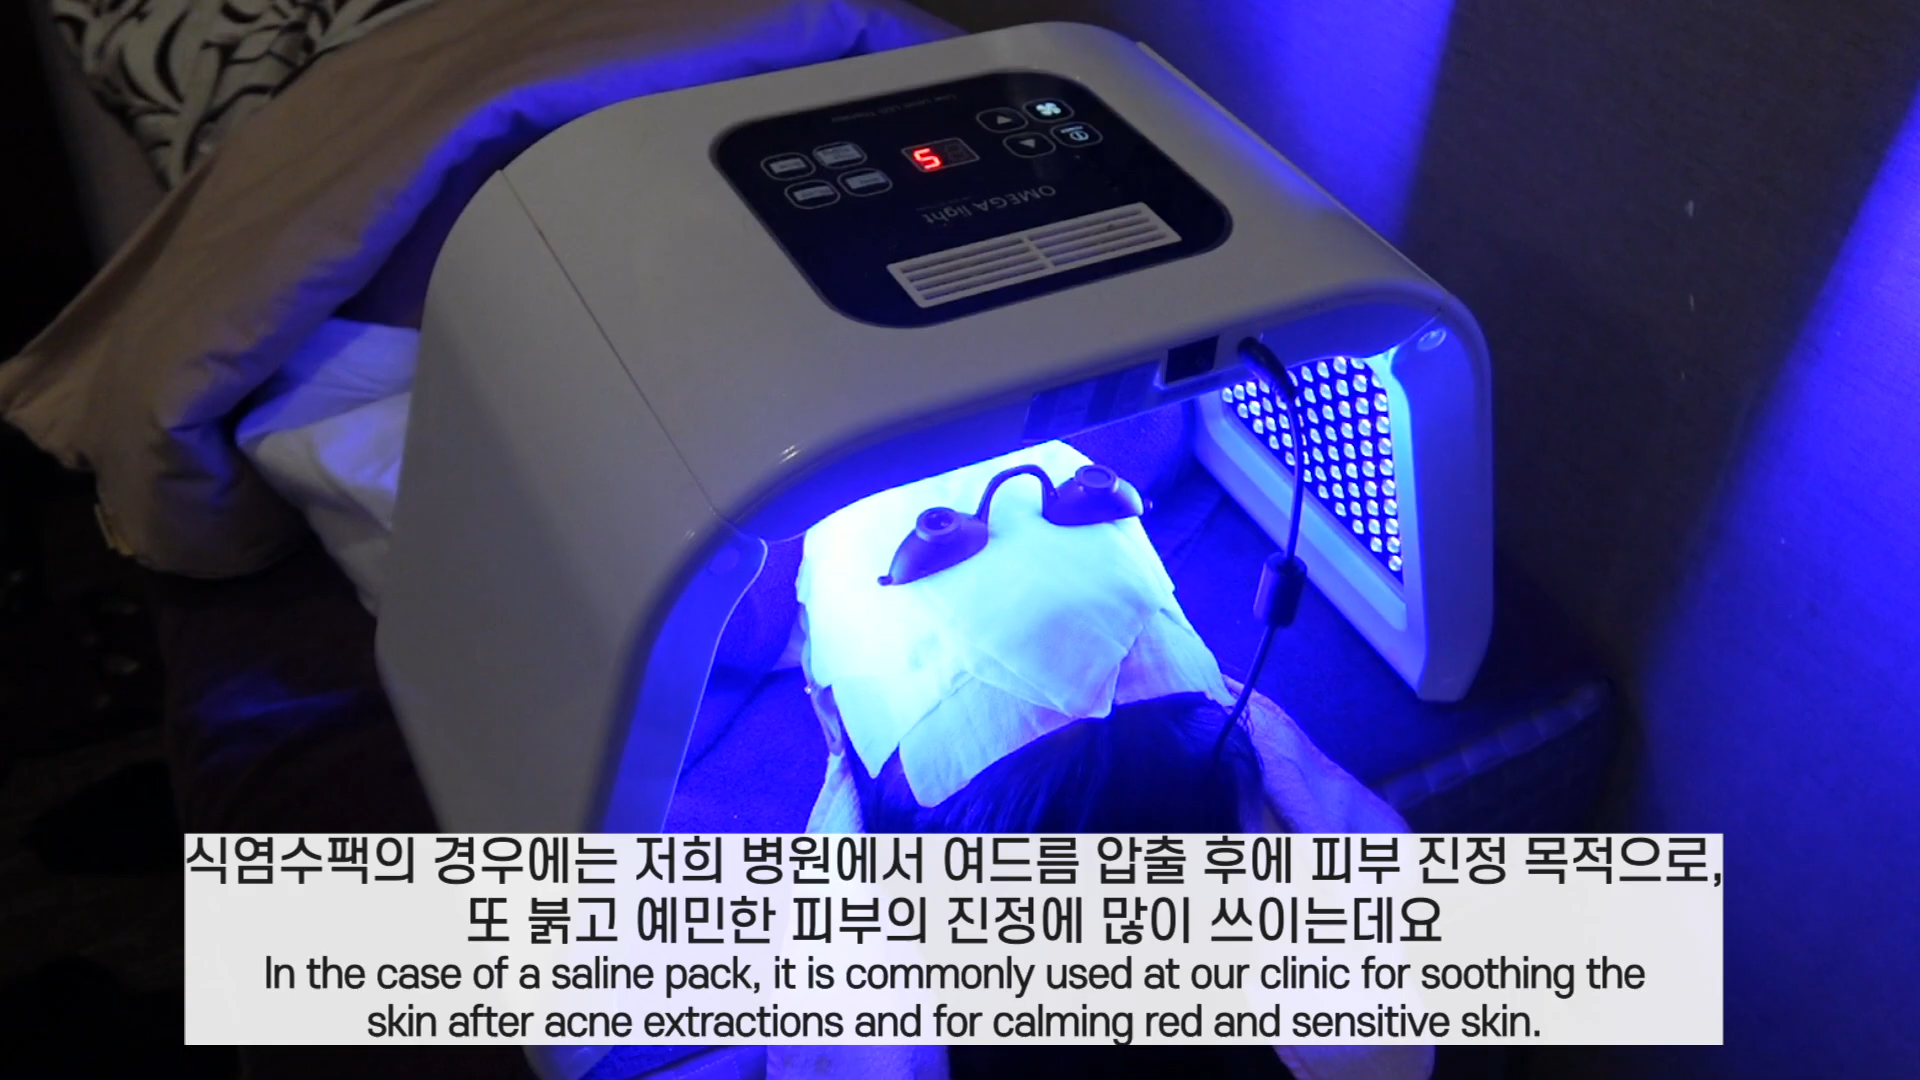 5
OMEGA light
식염수팩의 경우에는 저희 병원에서 여드름 압출 후에 피부 진정 목적으로,
또 붉고 예민한 피부의 진정에 많이 쓰이는데요
In the case of a saline pack, it is commonly used at our clinic for soothing the
skin after acne extractions and for calming red and sensitive skin.